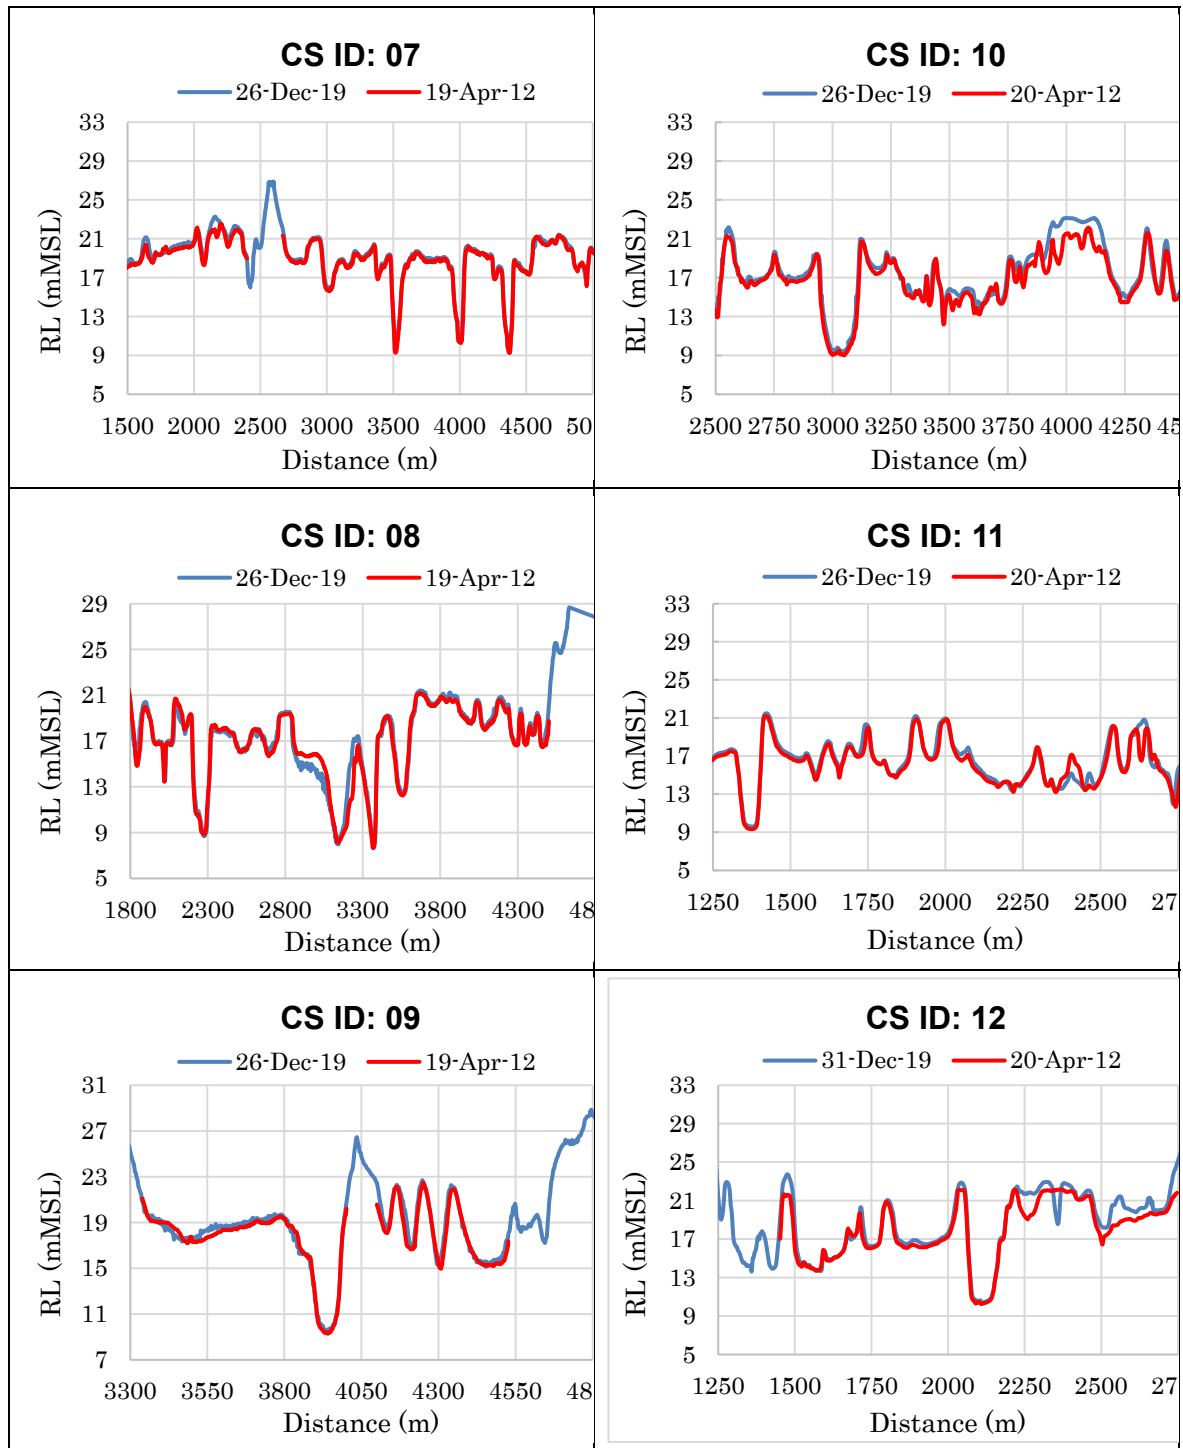 CS ID: 07
26-Dec-19 19-Apr-12
33
29
25
21
17
13
9
5
RL (mMSL)
1500 2000 2500 3000 3500 4000 4500 50
Distance (m)
CS ID: 10
26-Dec-19 20-Apr-12
33
29
25
21
17
13
9
5
RL (mMSL)
2500 2750 3000 3250 3500 3750 4000 4250 45
Distance (m)
CS ID: 08
26-Dec-19 19-Apr-12
29
25
21
17
13
9
5
RL (mMSL)
1800 2300 2800 3300 3800 4300 48
Distance (m)
CS ID: 11
26-Dec-19 20-Apr-12
33
29
25
21
17
13
9
5
RL (mMSL)
1250 1500 1750 2000 2250 2500 27
Distance (m)
CS ID: 09
26-Dec-19 19-Apr-12
31
27
23
19
15
11
7
RL (mMSL)
3300 3550 3800 4050 4300 4550 48
Distance (m)
CS ID: 12
31-Dec-19 20-Apr-12
33
29
25
21
17
13
9
5
RL (mMSL)
1250 1500 1750 2000 2250 2500 27
Distance (m)